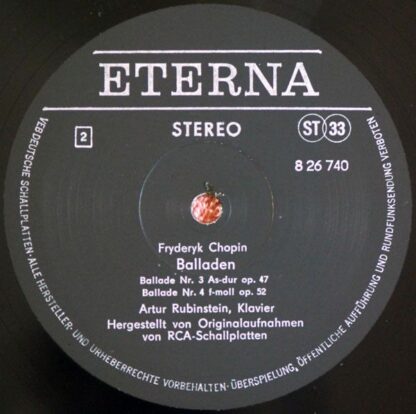 ETERNA
2
STEREO
ST 33
8 26 740
Fryderyk Chopin
Balladen
Ballade Nr. 3 As-dur op. 47
Ballade Nr. 4 f-moll op. 52
Artur Rubinstein, Klavier
Hergestellt von Originalaufnahmen
von RCA-Schallplatten
VEB DEUTSCHE SCHALLPLATTEN · ALLE HERSTELLER- UND URHEBERRECHTE VORBEHALTEN · ÜBERSPIELUNG, ÖFFENTLICHE AUFFÜHRUNG UND RUNDFUNKSENDUNG VERBOTEN